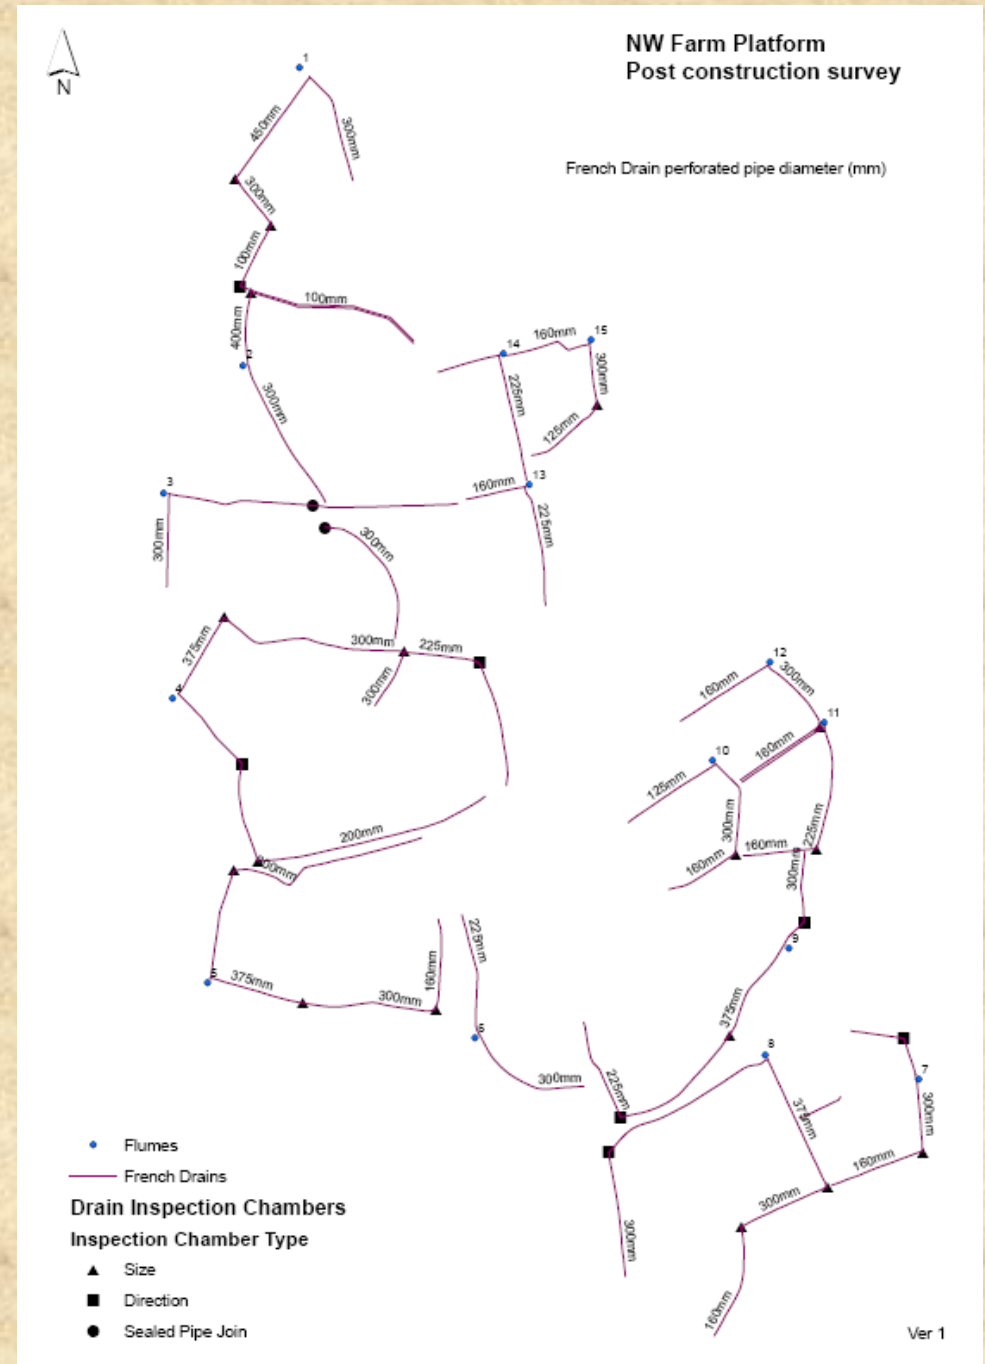 NW Farm Platform
Post construction survey
French Drain perforated pipe diameter (mm)
N
1
450mm
300mm
300mm
100mm
100mm
400mm
2
300mm
14
160mm
15
300mm
225mm
125mm
3
160mm
13
300mm
225mm
300mm
375mm
300mm
225mm
300mm
4
12
160mm
300mm
11
160mm
10
125mm
300mm
225mm
160mm
160mm
300mm
200mm
300mm
9
225mm
5
375mm
160mm
300mm
375mm
6
8
300mm
225mm
7
375mm
300mm
160mm
300mm
300mm
160mm
Flumes
French Drains
Drain Inspection Chambers
Inspection Chamber Type
Size
Direction
Sealed Pipe Join
Ver 1